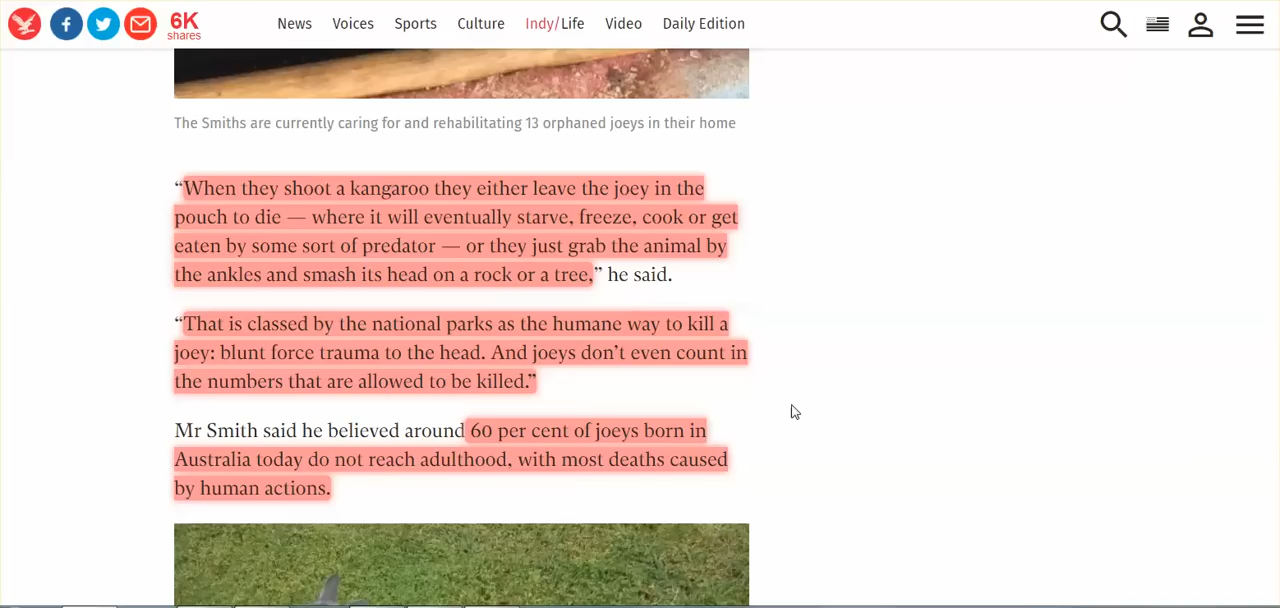 6K
shares
News Voices Sports Culture Indy/Life Video Daily Edition
The Smiths are currently caring for and rehabilitating 13 orphaned joeys in their home
“When they shoot a kangaroo they either leave the joey in the
pouch to die — where it will eventually starve, freeze, cook or get
eaten by some sort of predator — or they just grab the animal by
the ankles and smash its head on a rock or a tree,” he said.
“That is classed by the national parks as the humane way to kill a
joey: blunt force trauma to the head. And joeys don’t even count in
the numbers that are allowed to be killed.”
Mr Smith said he believed around 60 per cent of joeys born in
Australia today do not reach adulthood, with most deaths caused
by human actions.